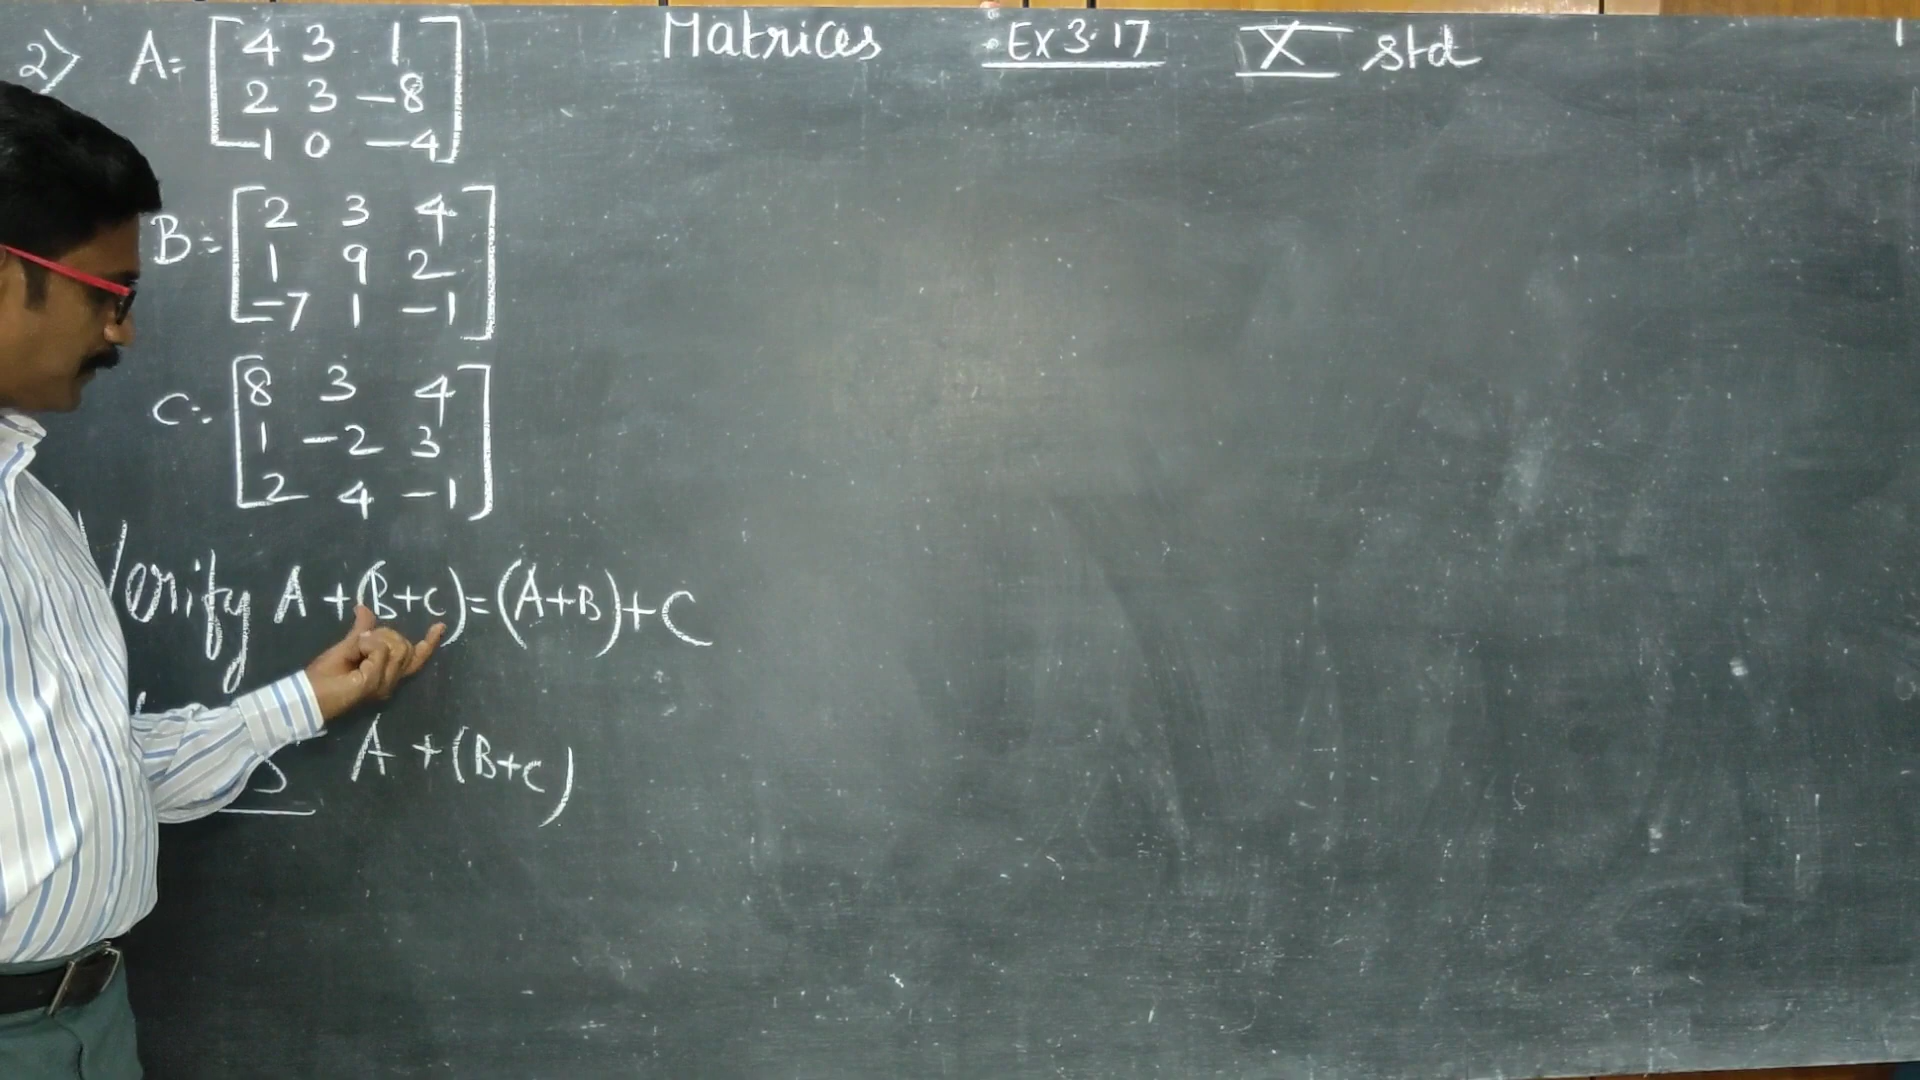 Matrices Ex 3.17 X std
2) A= [4 3 1
2 3 -8
-1 0 -4]
B= [2 3 4
1 9 2
-7 1 -1]
C= [8 3 4
1 -2 3
2 4 -1]
Verify A+(B+C)=(A+B)+C
A+(B+C)